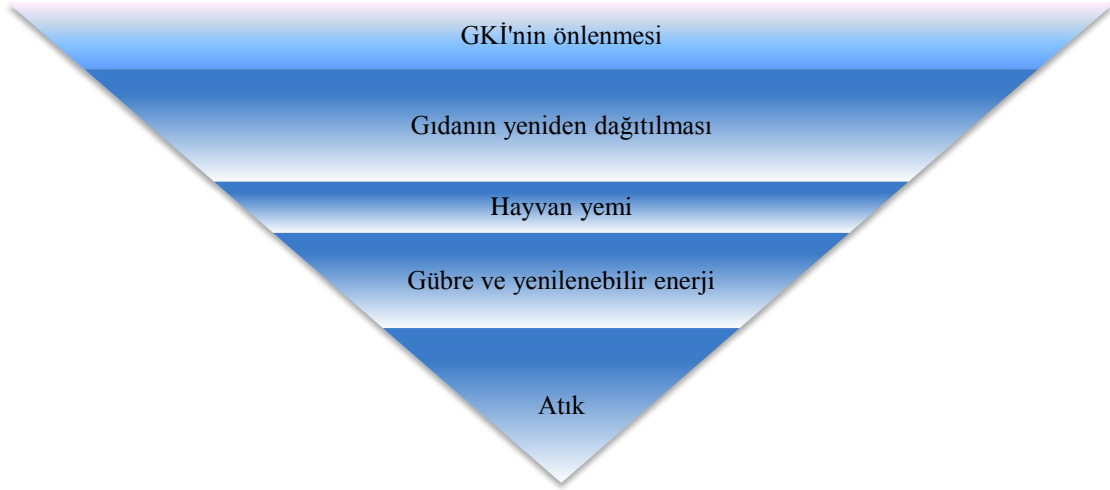 GKİ'nin önlenmesi
Gıdanın yeniden dağıtılması
Hayvan yemi
Gübre ve yenilenebilir enerji
Atık